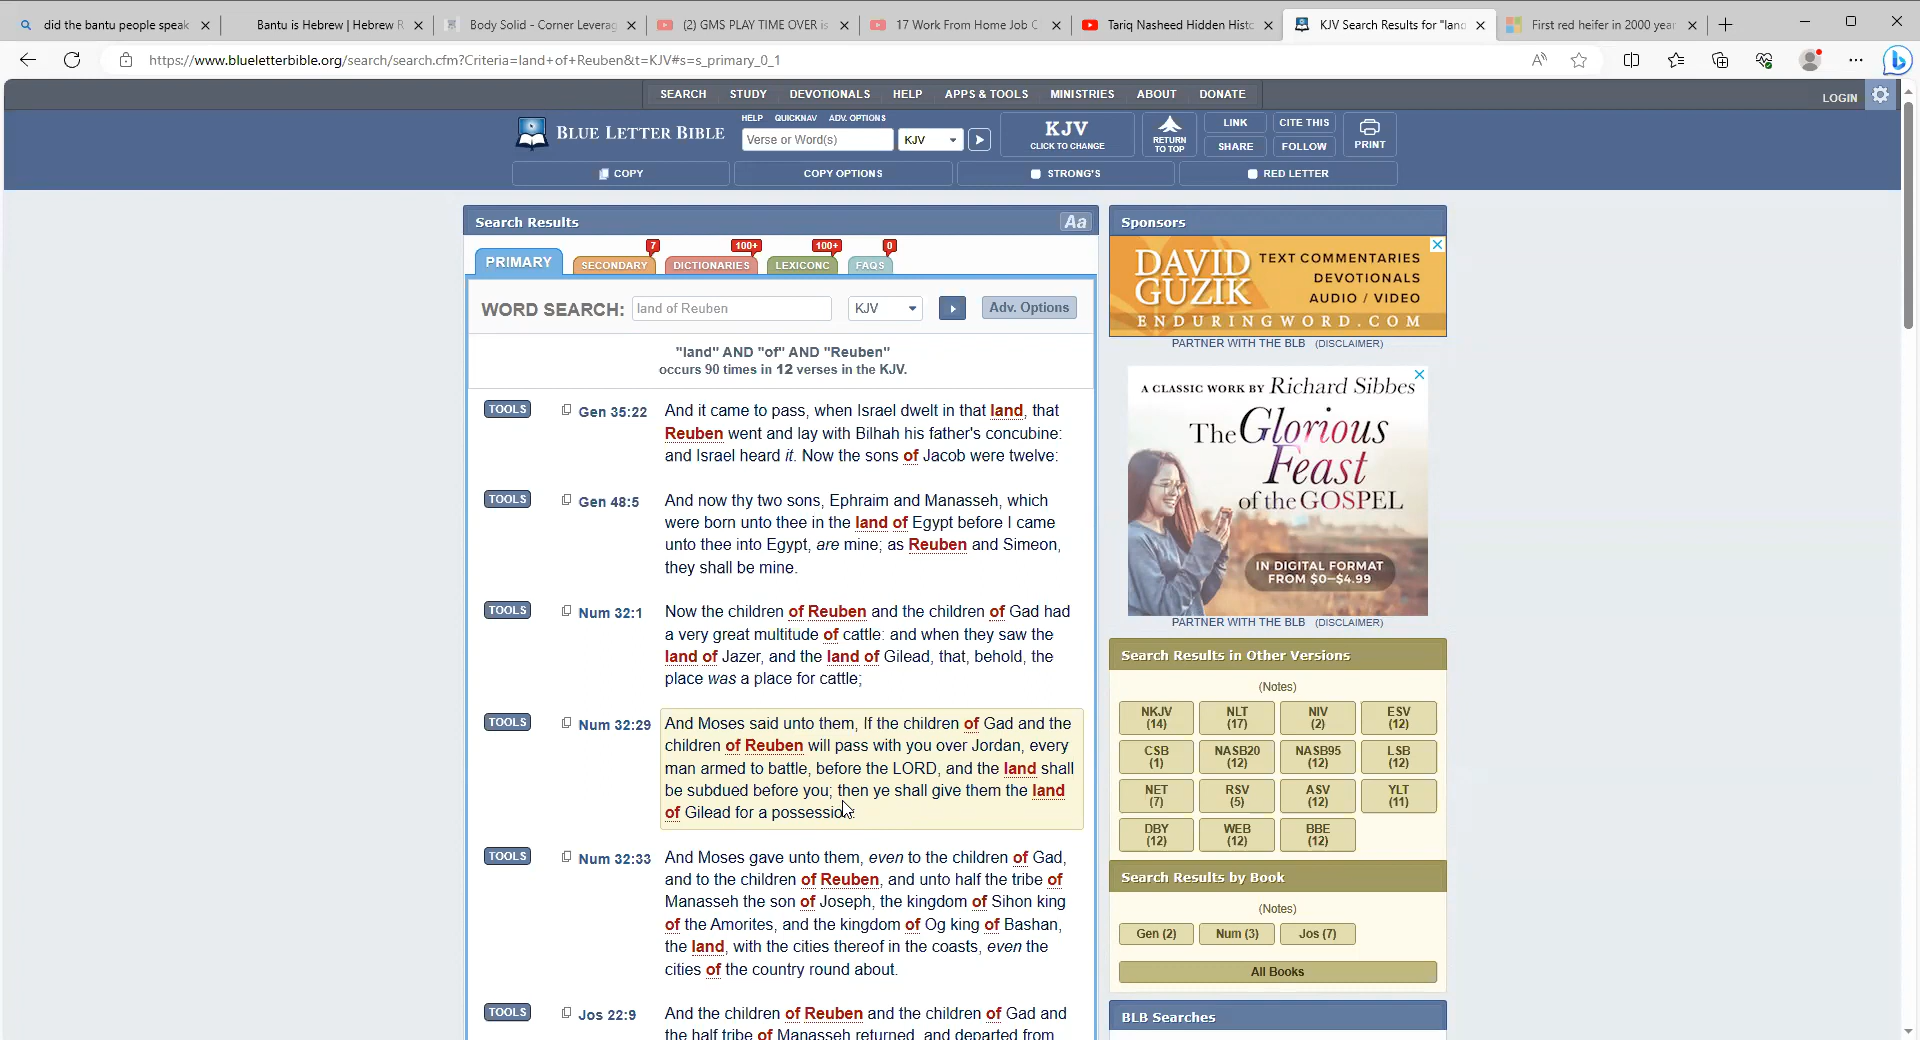 did the bantu people speak
Bantu is Hebrew | Hebrew R
Body Solid - Corner Leverag
(2) GMS PLAY TIME OVER is
17 Work From Home Job C
Tariq Nasheed Hidden Histo
KJV Search Results for "land
First red heifer in 2000 year
https://www.blueletterbible.org/search/search.cfm?Criteria=land+of+Reuben&t=KJV#s=s_primary_0_1
SEARCH STUDY DEVOTIONALS HELP APPS & TOOLS MINISTRIES ABOUT DONATE
LOGIN
BLUE LETTER BIBLE
HELP QUICKNAV ADV. OPTIONS
Verse or Word(s) KJV
KJV
CLICK TO CHANGE
RETURN
TO TOP
LINK CITE THIS
SHARE FOLLOW
PRINT
COPY COPY OPTIONS STRONG'S RED LETTER
Search Results Aa
7 100+ 100+ 0
PRIMARY SECONDARY DICTIONARIES LEXICONC FAQS
WORD SEARCH: land of Reuben KJV Adv. Options
"land" AND "of" AND "Reuben"
occurs 90 times in 12 verses in the KJV.
TOOLS Gen 35:22 And it came to pass, when Israel dwelt in that land, that
Reuben went and lay with Bilhah his father's concubine:
and Israel heard it. Now the sons of Jacob were twelve:
TOOLS Gen 48:5 And now thy two sons, Ephraim and Manasseh, which
were born unto thee in the land of Egypt before I came
unto thee into Egypt, are mine; as Reuben and Simeon,
they shall be mine.
TOOLS Num 32:1 Now the children of Reuben and the children of Gad had
a very great multitude of cattle: and when they saw the
land of Jazer, and the land of Gilead, that, behold, the
place was a place for cattle;
TOOLS Num 32:29 And Moses said unto them, If the children of Gad and the
children of Reuben will pass with you over Jordan, every
man armed to battle, before the LORD, and the land shall
be subdued before you; then ye shall give them the land
of Gilead for a possession:
TOOLS Num 32:33 And Moses gave unto them, even to the children of Gad,
and to the children of Reuben, and unto half the tribe of
Manasseh the son of Joseph, the kingdom of Sihon king
of the Amorites, and the kingdom of Og king of Bashan,
the land, with the cities thereof in the coasts, even the
cities of the country round about.
TOOLS Jos 22:9 And the children of Reuben and the children of Gad and
the half tribe of Manasseh returned, and departed from
Sponsors
DAVID
GUZIK
TEXT COMMENTARIES
DEVOTIONALS
AUDIO / VIDEO
ENDURINGWORD.COM
PARTNER WITH THE BLB (DISCLAIMER)
A CLASSIC WORK BY Richard Sibbes
The Glorious
Feast
of the GOSPEL
IN DIGITAL FORMAT
FROM $0–$4.99
PARTNER WITH THE BLB (DISCLAIMER)
Search Results in Other Versions
(Notes)
NKJV (14) NLT (17) NIV (2) ESV (12)
CSB (1) NASB20 (12) NASB95 (12) LSB (12)
NET (7) RSV (5) ASV (12) YLT (11)
DBY (12) WEB (12) BBE (12)
Search Results by Book
(Notes)
Gen (2) Num (3) Jos (7)
All Books
BLB Searches